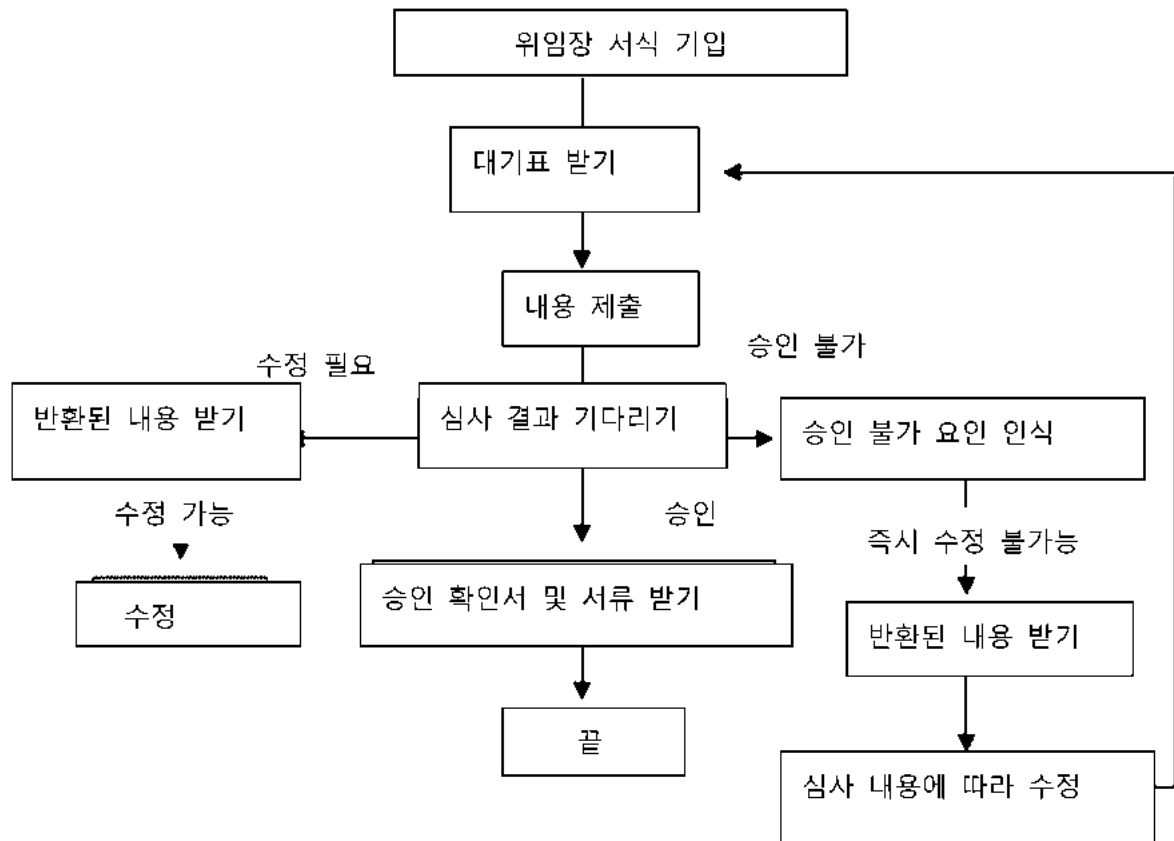 위임장 서식 기입
대기표 받기
내용 제출
승인 불가
수정 필요
반환된 내용 받기
심사 결과 기다리기
승인 불가 요인 인식
수정 가능
승인
즉시 수정 불가능
수정
승인 확인서 및 서류 받기
반환된 내용 받기
끝
심사 내용에 따라 수정